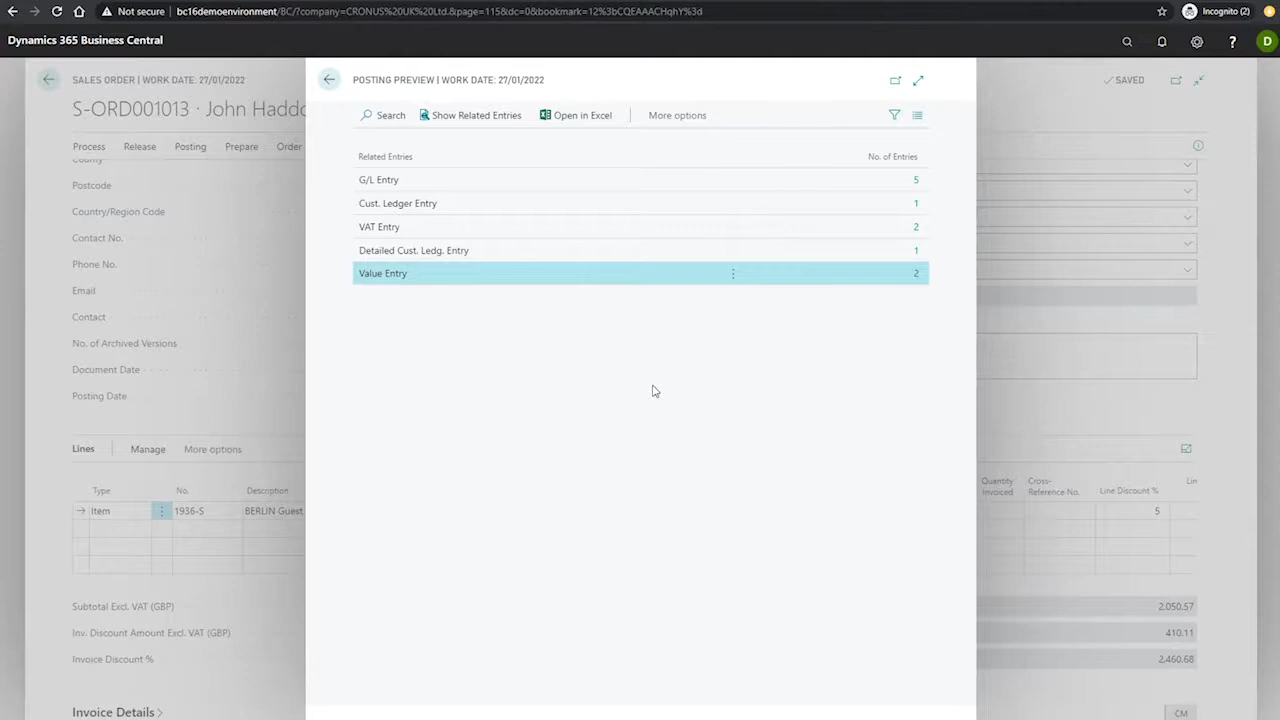 Not secure
bc16demoenvironment/BC/?company=CRONUS%20UK%20Ltd.&page=115&dc=0&bookmark=12%3bCQEAAACHqhY%3d
Incognito (2)
Dynamics 365 Business Central
?
D
SALES ORDER | WORK DATE: 27/01/2022
SAVED
POSTING PREVIEW | WORK DATE: 27/01/2022
S-ORD001013 · John Haddo
Search
Show Related Entries
Open in Excel
More options
Process
Release
Posting
Prepare
Order
Related Entries
No. of Entries
G/L Entry
5
Cust. Ledger Entry
1
VAT Entry
2
Detailed Cust. Ledg. Entry
1
Value Entry
2
County
Postcode
Country/Region Code
Contact No.
Phone No.
Email
Contact
No. of Archived Versions
Document Date
Posting Date
Lines
Manage
More options
Type
No.
Description
Quantity
Invoiced
Cross-
Reference No.
Line Discount %
Lin
Item
1936-S
BERLIN Guest
5
Subtotal Excl. VAT (GBP)
2,050.57
Inv. Discount Amount Excl. VAT (GBP)
410.11
Invoice Discount %
2,460.68
Invoice Details
CM